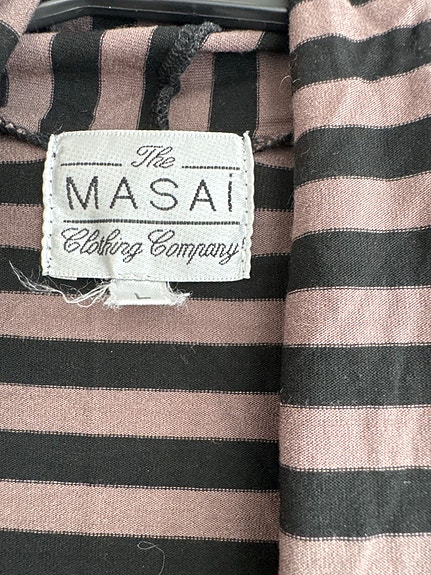 The
MASAi
Clothing Company
L